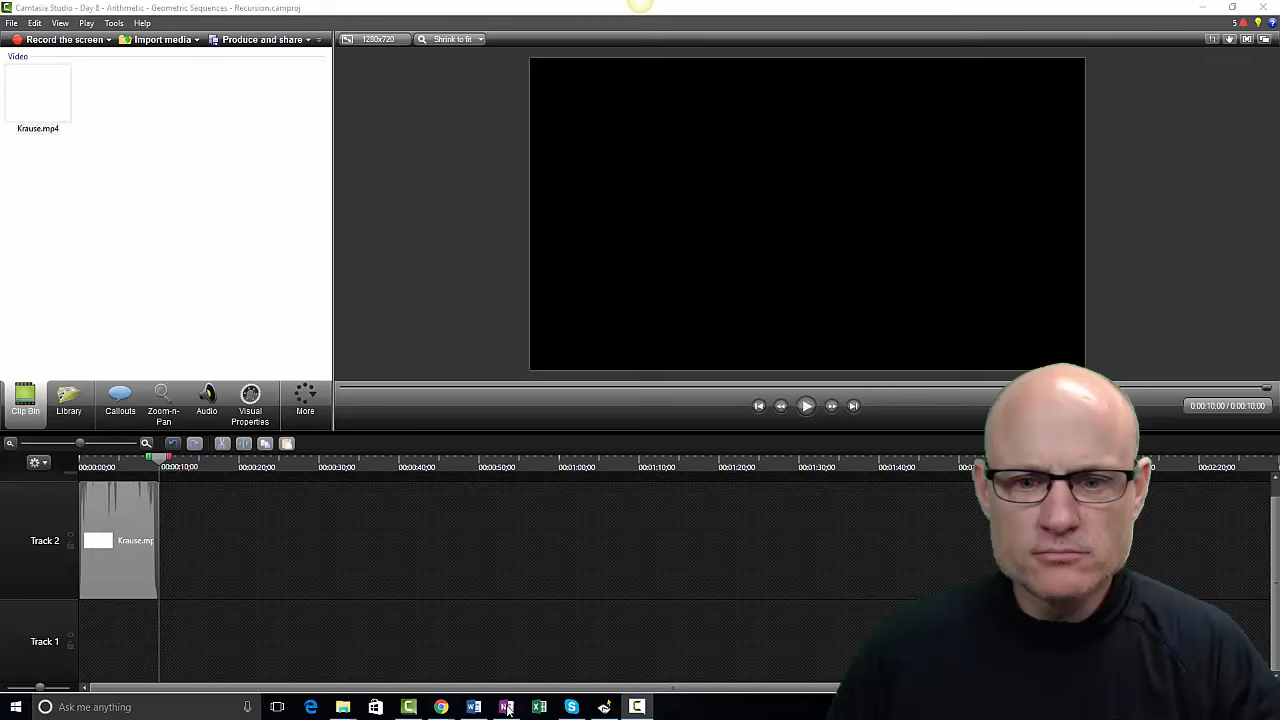 Camtasia Studio - Day 8 - Arithmetic - Geometric Sequences - Recursion.camproj
File Edit View Play Tools Help
5
Record the screen Import media Produce and share
1280x720 Shrink to fit
Video
Krause.mp4
Clip Bin Library Callouts Zoom-n-Pan Audio Visual Properties More
0:00:10;00 / 0:00:10;00
00:00:00;00 00:00:10;00 00:00:20;00 00:00:30;00 00:00:40;00 00:00:50;00 00:01:00;00 00:01:10;00 00:01:20;00 00:01:30;00 00:01:40;00 00:02:20;00
Track 2
Krause.mp
Track 1
Ask me anything